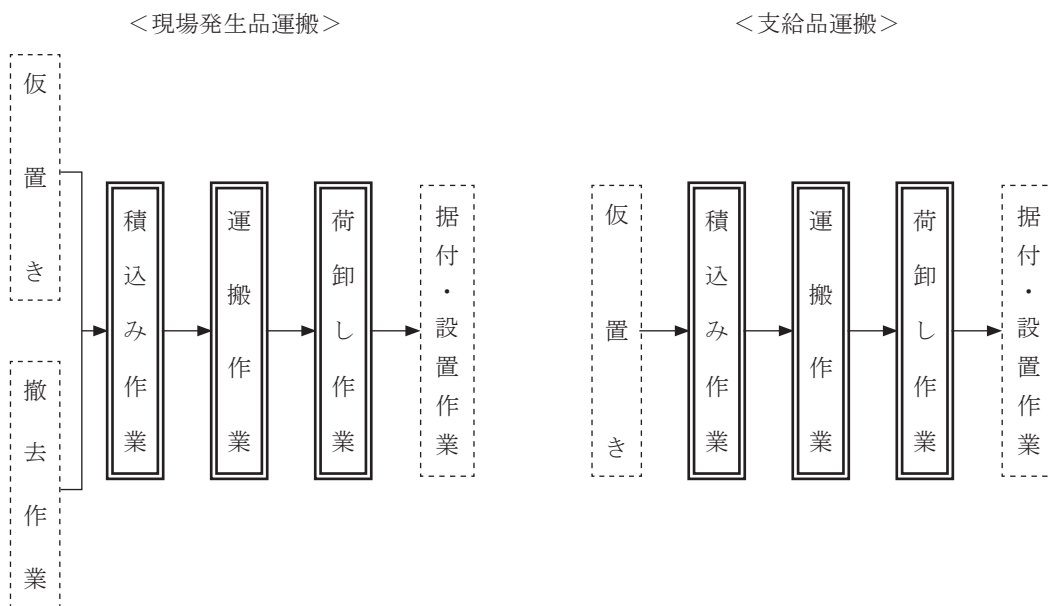 ＜現場発生品運搬＞
仮置き
撤去作業
積込み作業
運搬作業
荷卸し作業
据付・設置作業
＜支給品運搬＞
仮置き
積込み作業
運搬作業
荷卸し作業
据付・設置作業